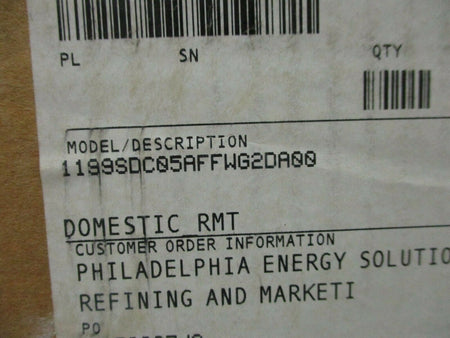 PL SN QTY
MODEL/DESCRIPTION
1199SDC05AFFWG2DA00
DOMESTIC RMT
CUSTOMER ORDER INFORMATION
PHILADELPHIA ENERGY SOLUTIO
REFINING AND MARKETI
PO